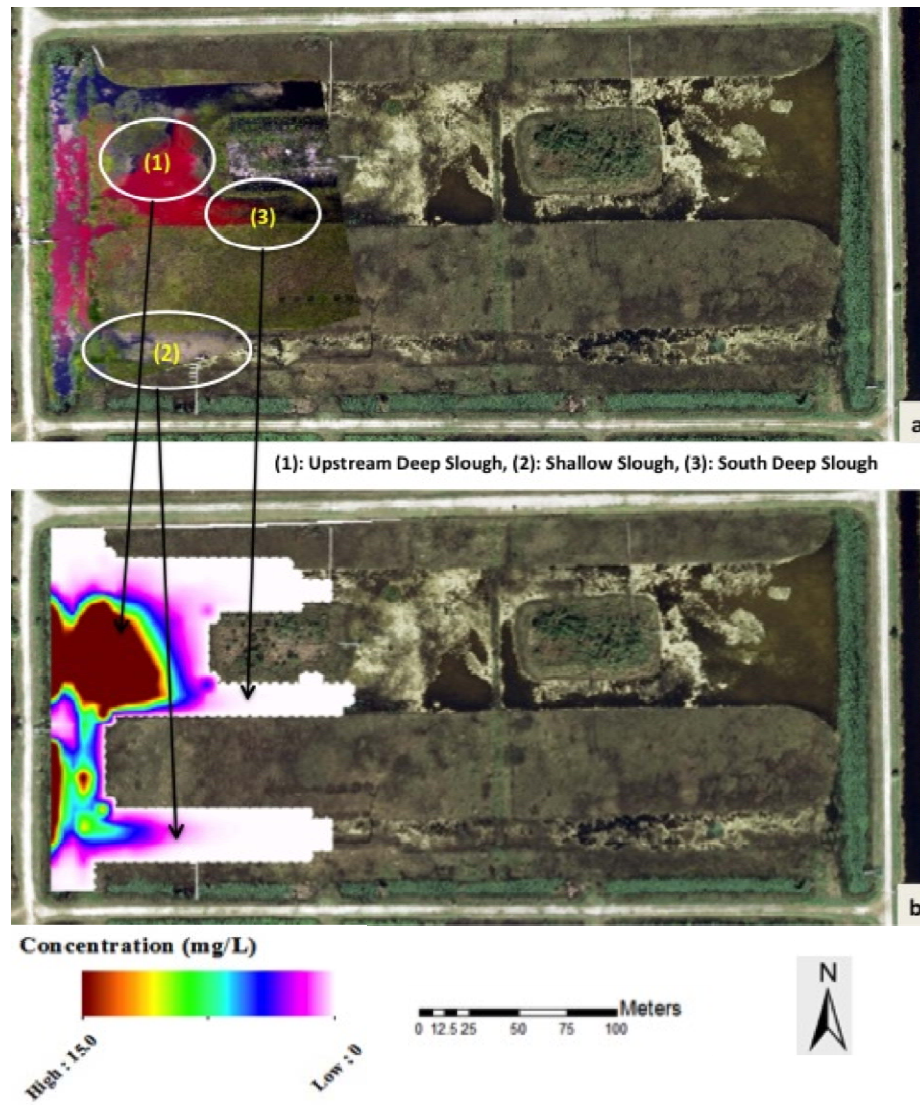 (1)
(3)
(2)
a
(1): Upstream Deep Slough, (2): Shallow Slough, (3): South Deep Slough
b
Concentration (mg/L)
High : 15.0
Low : 0
Meters
0 12.5 25 50 75 100
N